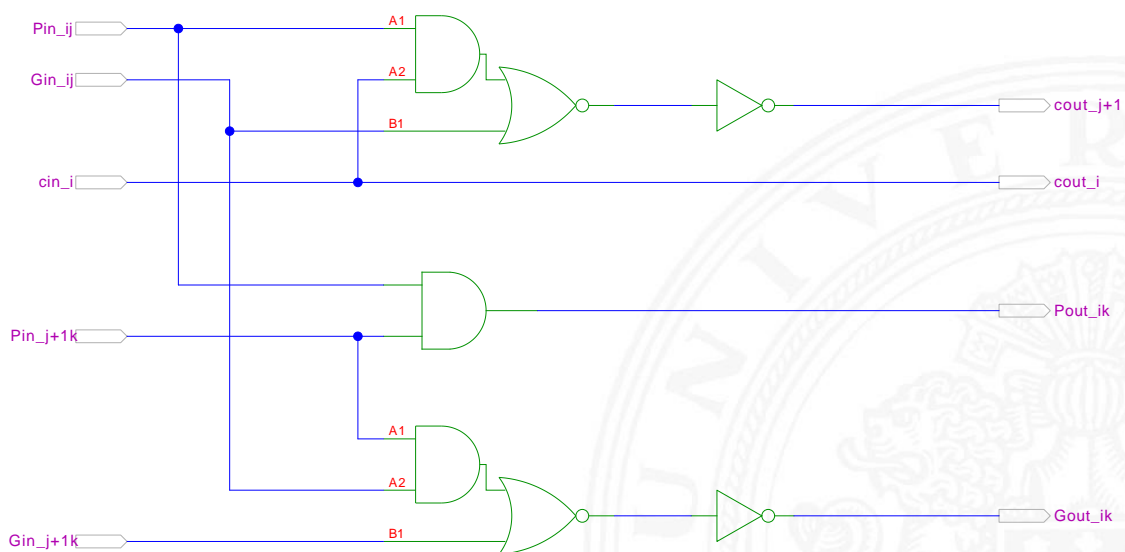 A1
Pin_ij
A2
Gin_ij
cout_j+1
B1
cin_i
cout_i
Pout_ik
Pin_j+1k
A1
A2
Gout_ik
B1
Gin_j+1k
U N I V E R